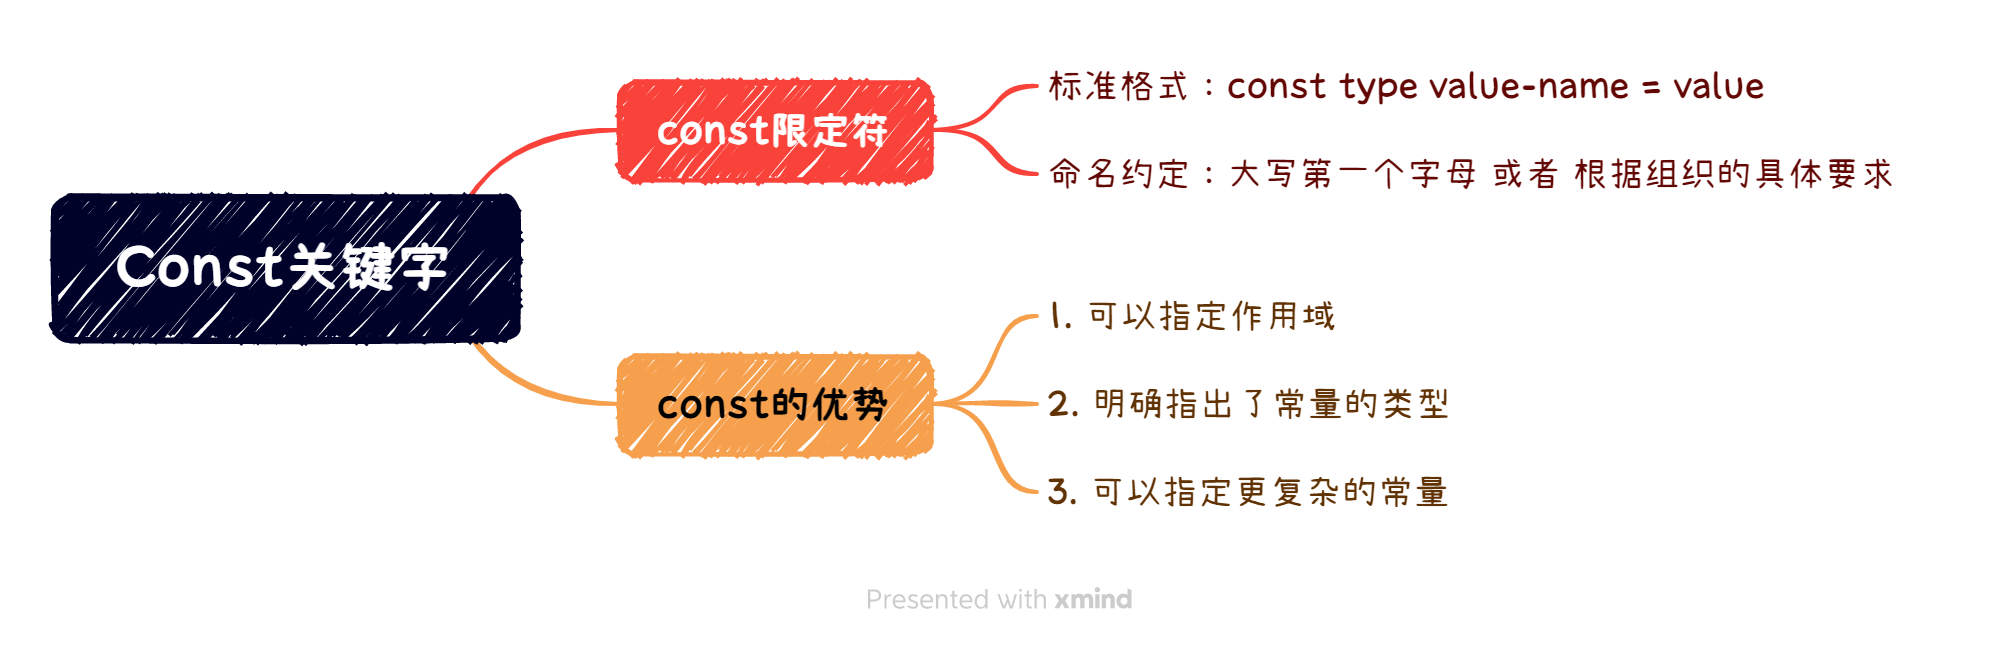 Const关键字
const限定符
标准格式：const type value-name = value
命名约定：大写第一个字母 或者 根据组织的具体要求
const的优势
1. 可以指定作用域
2. 明确指出了常量的类型
3. 可以指定更复杂的常量
Presented with xmind